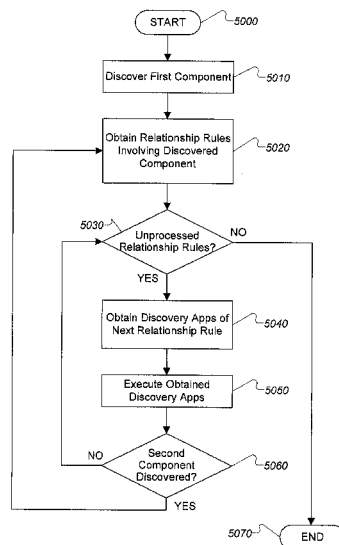 START
5000
Discover First Component
5010
Obtain Relationship Rules
Involving Discovered
Component
5020
5030
Unprocessed
Relationship Rules?
NO
YES
Obtain Discovery Apps of
Next Relationship Rule
5040
Execute Obtained
Discovery Apps
5050
NO
Second
Component
Discovered?
5060
YES
5070
END